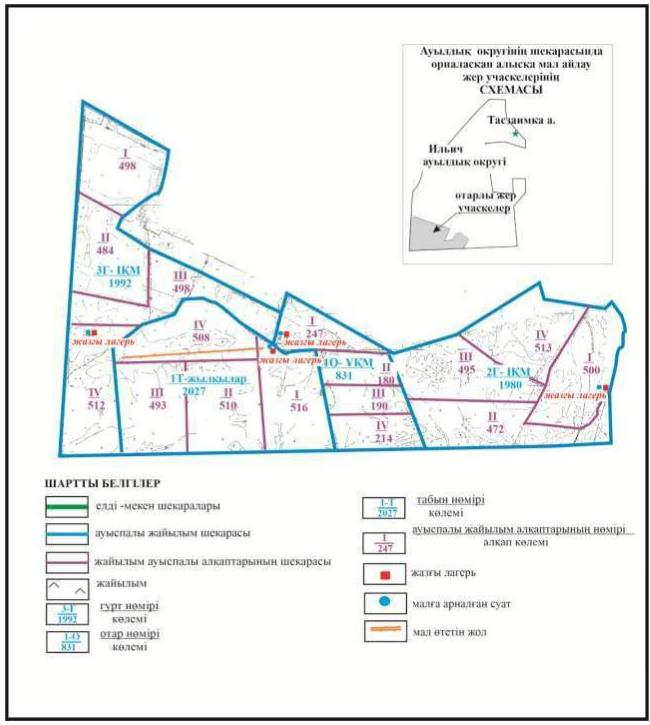 Ауылдық округінің шекарасында
орналасқан алысқа мал айдау
жер учаскелерінің
СХЕМАСЫ
Тасзаимка а.
Ильич
ауылдық округі
отарлы жер
учаскелер
I
498
II
484
3Г- ІҚМ
1992
III
498
IV
508
жазғы лагерь
I
247
жазғы лагерь
жазғы лагерь
1О- ҰҚМ
831
II
180
III
190
IV
214
III
495
IV
513
2Г- ІҚМ
1980
I
500
жазғы лагерь
II
472
IV
512
III
493
1Т-жылқылар
2027
II
510
I
516
ШАРТТЫ БЕЛГІЛЕР
елді -мекен шекаралары
ауыспалы жайылым шекарасы
жайылым ауыспалы алқаптарының шекарасы
жайылым
3-Г
1992
гурт нөмірі
көлемі
1-О
831
отар нөмірі
көлемі
1-Т
2027
табын нөмірі
көлемі
I
247
ауыспалы жайылым алқаптарының нөмірі
алқап көлемі
жазғы лагерь
малға арналған суат
мал өтетін жол